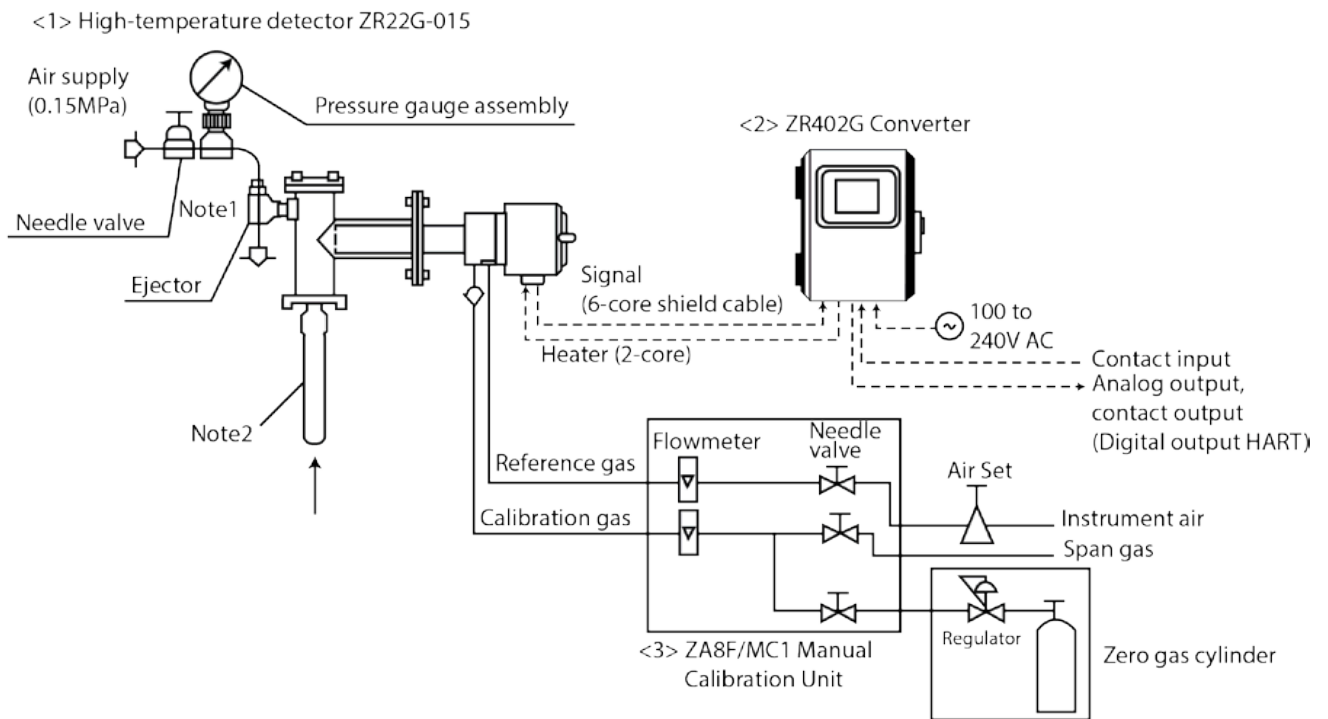 <1> High-temperature detector ZR22G-015
Air supply
(0.15MPa)
Pressure gauge assembly
Needle valve
Note1
Ejector
Note2
<2> ZR402G Converter
Signal
(6-core shield cable)
Heater (2-core)
100 to
240V AC
Contact input
Analog output,
contact output
(Digital output HART)
Flowmeter
Needle
valve
Reference gas
Calibration gas
Air Set
Instrument air
Span gas
<3> ZA8F/MC1 Manual
Calibration Unit
Regulator
Zero gas cylinder